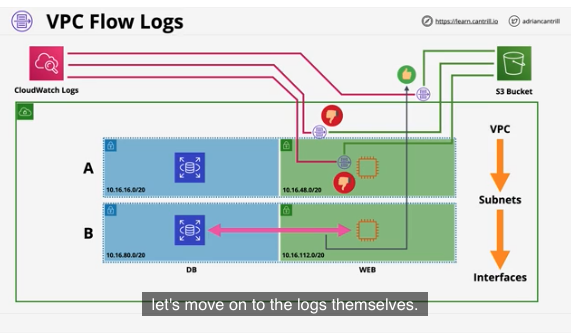 VPC Flow Logs
https://learn.cantrill.io
adriancantrill
CloudWatch Logs
S3 Bucket
VPC
A
10.16.16.0/20
10.16.48.0/20
Subnets
B
10.16.80.0/20
10.16.112.0/20
Interfaces
DB
WEB
let's move on to the logs themselves.